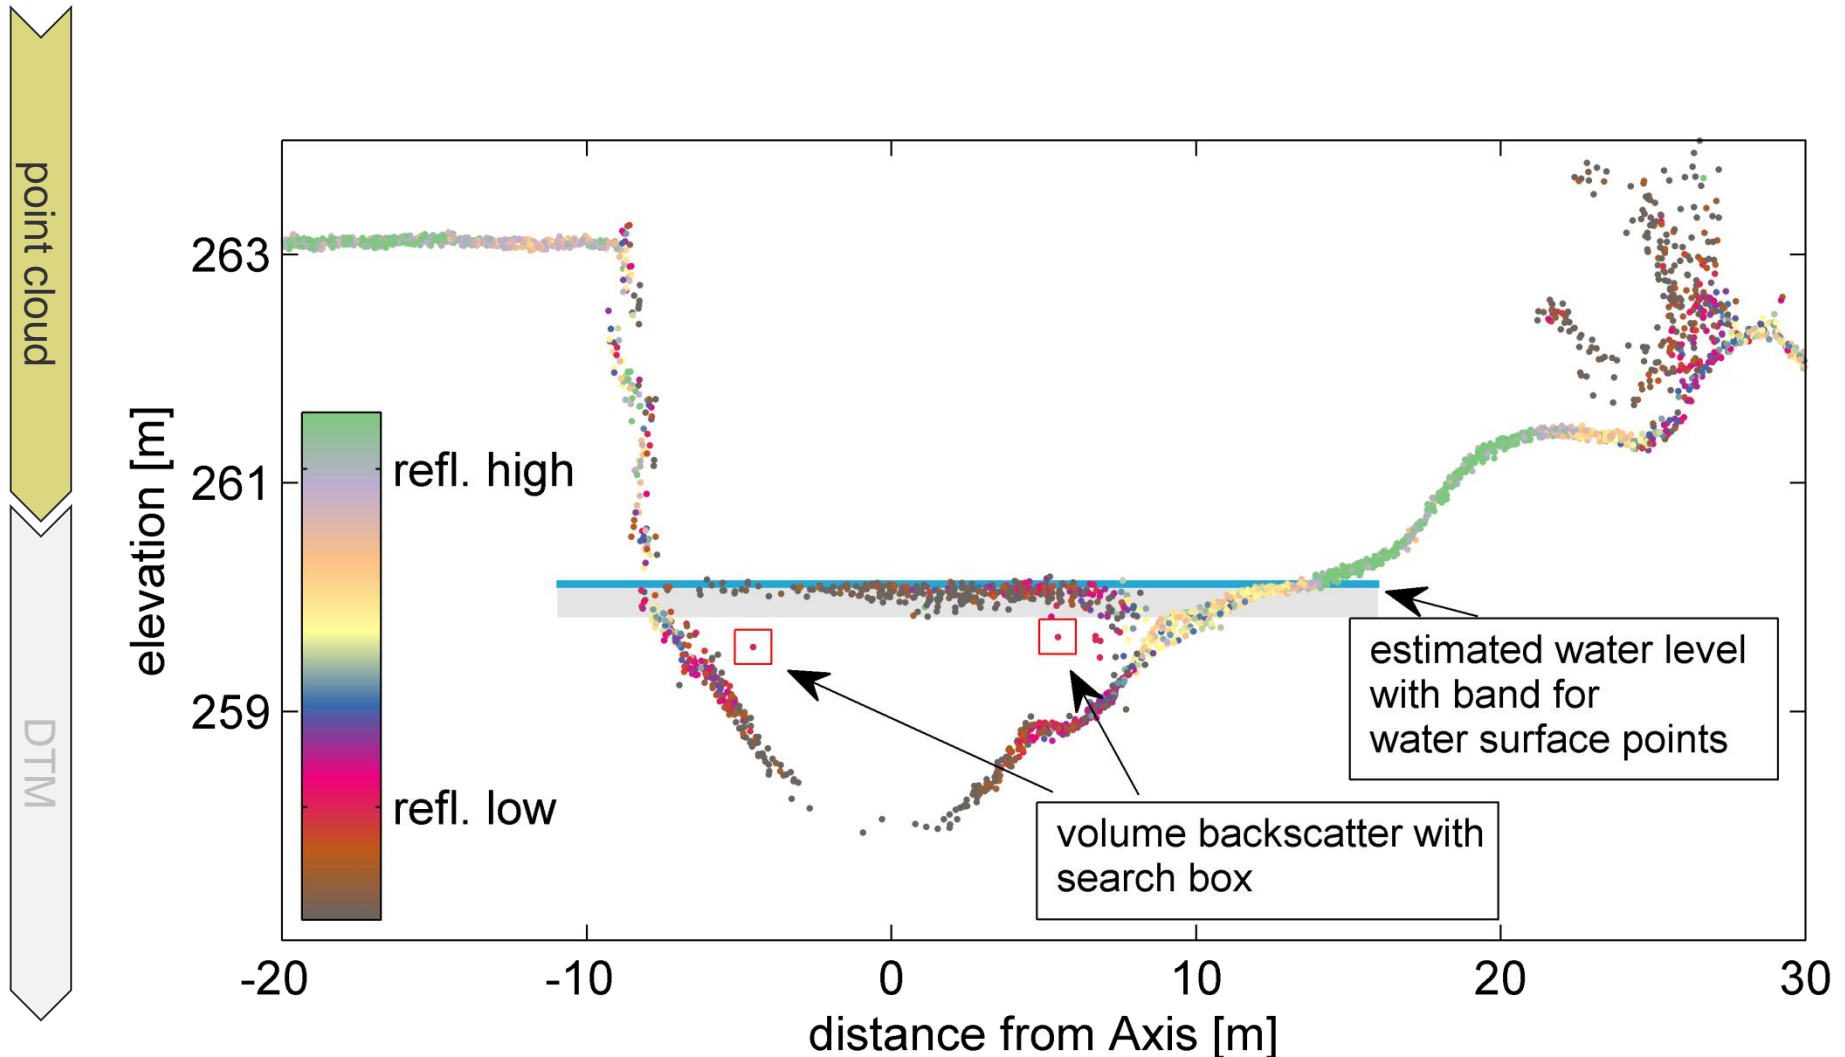 point cloud
DTM
elevation [m]
263
261
259
refl. high
refl. low
estimated water level
with band for
water surface points
volume backscatter with
search box
-20
-10
0
10
20
30
distance from Axis [m]